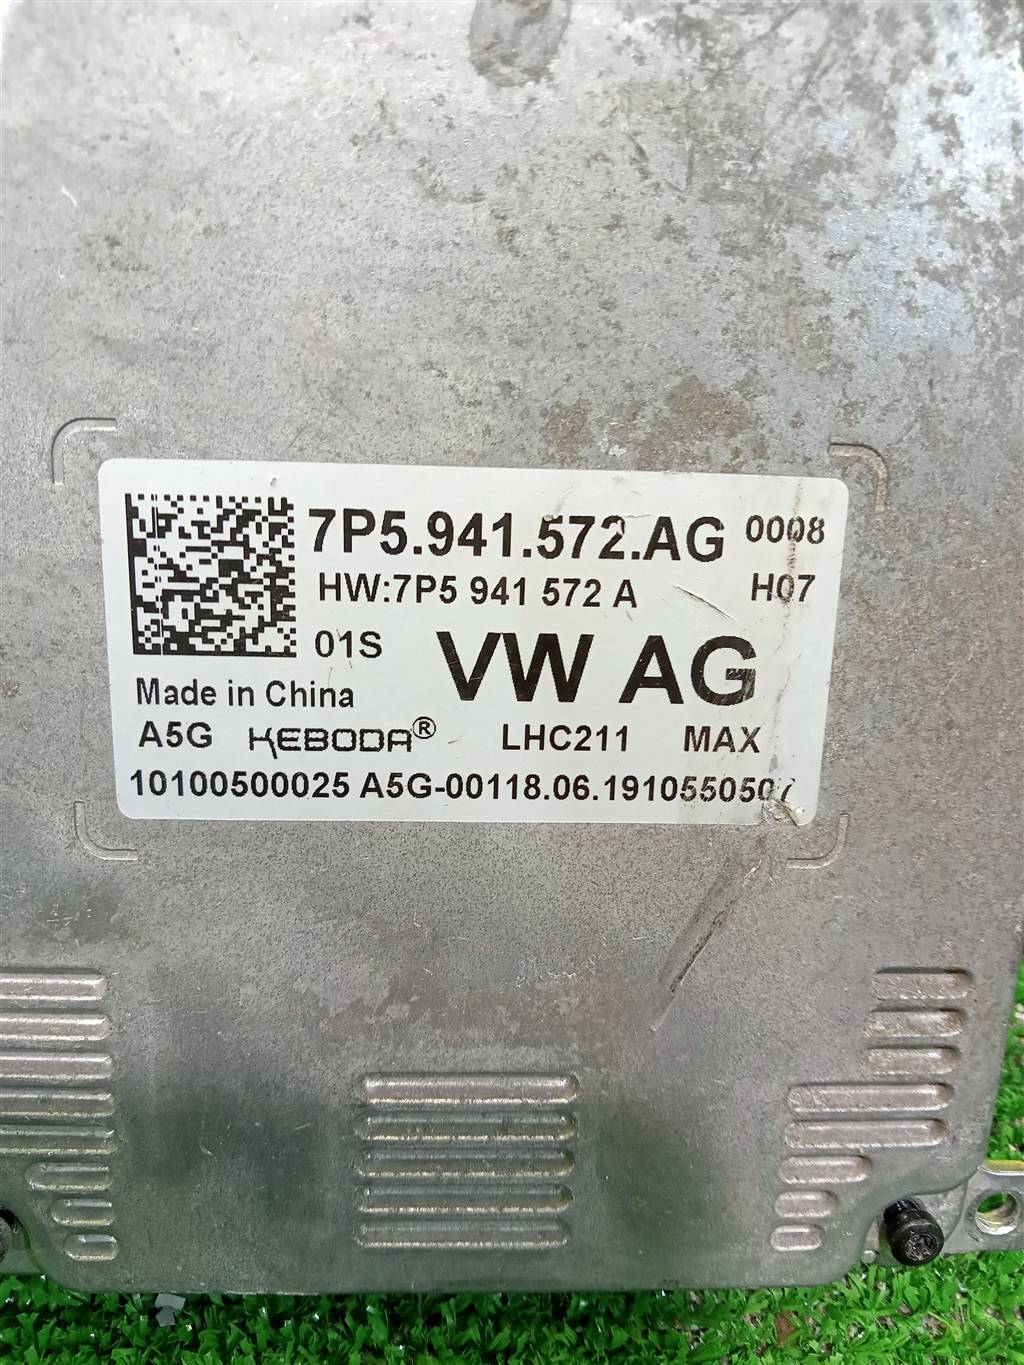 7P5.941.572.AG 0008
HW:7P5 941 572 A H07
01S VW AG
Made in China
A5G KEBODA® LHC211 MAX
10100500025 A5G-00118.06.1910550507